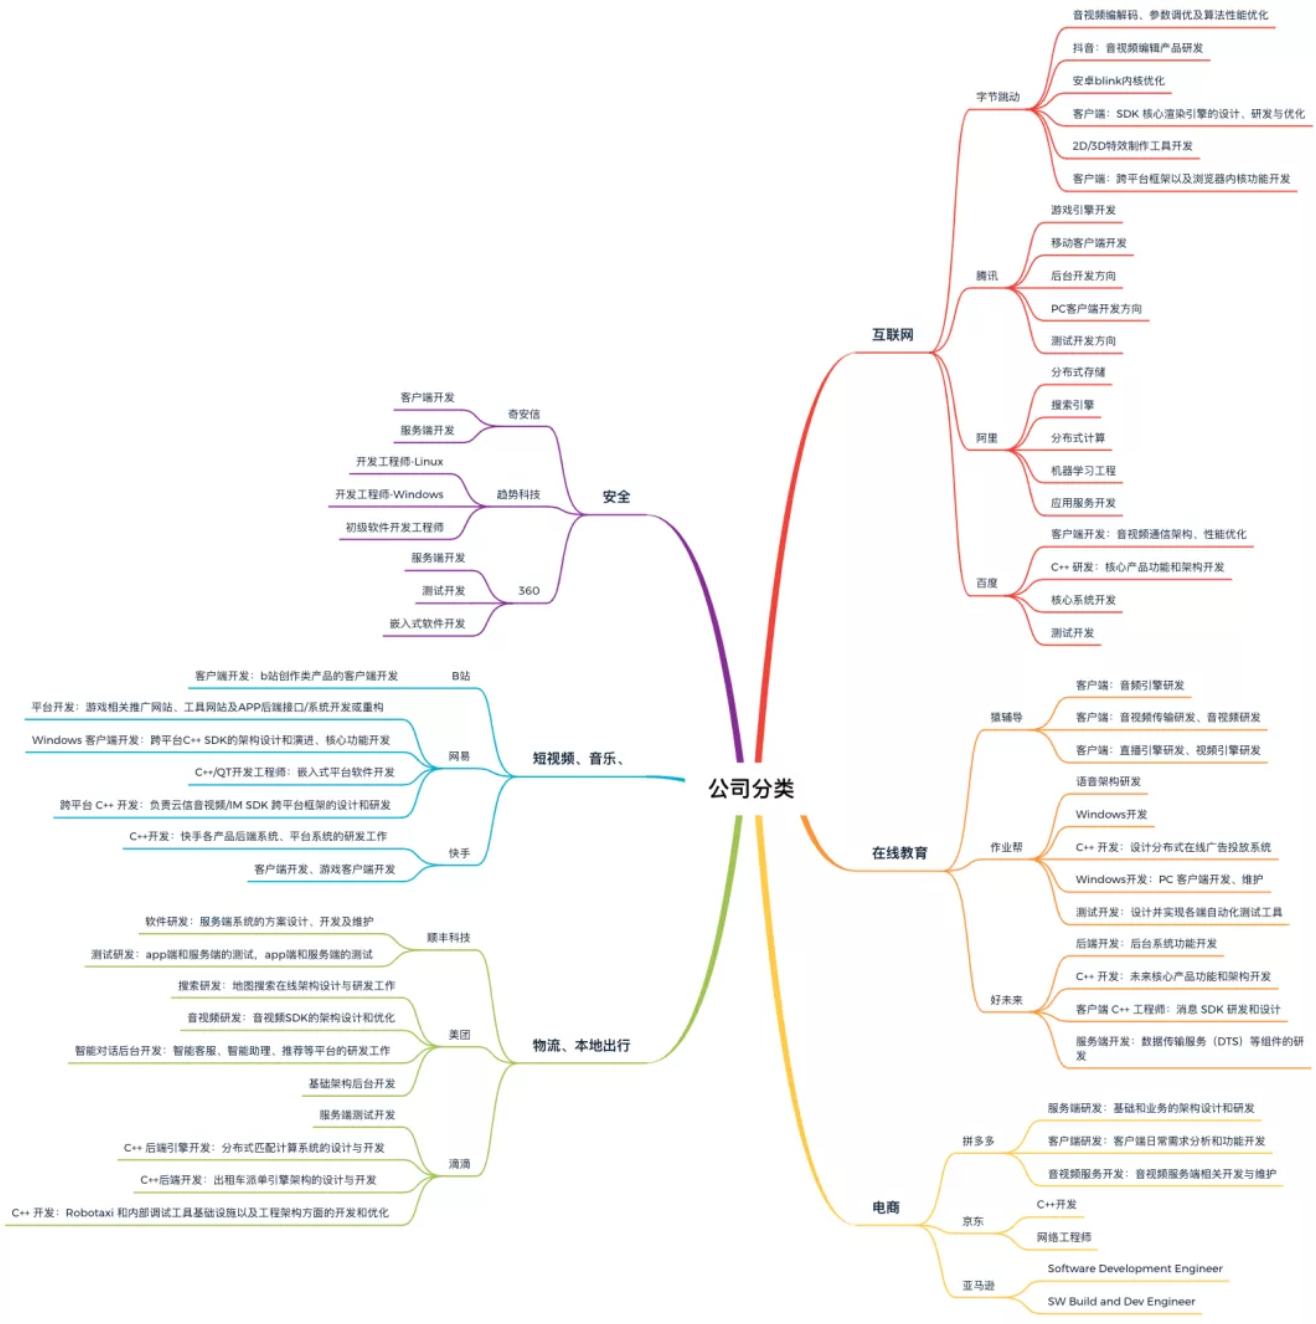 公司分类
互联网
字节跳动
音视频编解码、参数调优及算法性能优化
抖音：音视频编辑产品研发
安卓blink内核优化
客户端：SDK 核心渲染引擎的设计、研发与优化
2D/3D特效制作工具开发
客户端：跨平台框架以及浏览器内核功能开发
腾讯
游戏引擎开发
移动客户端开发
后台开发方向
PC客户端开发方向
测试开发方向
阿里
分布式存储
搜索引擎
分布式计算
机器学习工程
应用服务开发
百度
客户端开发：音视频通信架构、性能优化
C++ 研发：核心产品功能和架构开发
核心系统开发
测试开发
在线教育
猿辅导
客户端：音频引擎研发
客户端：音视频传输研发、音视频研发
客户端：直播引擎研发、视频引擎研发
作业帮
语音架构研发
Windows开发
C++ 开发：设计分布式在线广告投放系统
Windows开发：PC 客户端开发、维护
测试开发：设计并实现各端自动化测试工具
好未来
后端开发：后台系统功能开发
C++ 开发：未来核心产品功能和架构开发
客户端 C++ 工程师：消息 SDK 研发和设计
服务端开发：数据传输服务（DTS）等组件的研
发
电商
拼多多
服务端研发：基础和业务的架构设计和研发
客户端研发：客户端日常需求分析和功能开发
音视频服务开发：音视频服务端相关开发与维护
京东
C++开发
网络工程师
亚马逊
Software Development Engineer
SW Build and Dev Engineer
安全
奇安信
客户端开发
服务端开发
趋势科技
开发工程师-Linux
开发工程师-Windows
初级软件开发工程师
360
服务端开发
测试开发
嵌入式软件开发
短视频、音乐、
B站
客户端开发：b站创作类产品的客户端开发
网易
平台开发：游戏相关推广网站、工具网站及APP后端接口/系统开发或重构
Windows 客户端开发：跨平台C++ SDK的架构设计和演进、核心功能开发
C++/QT开发工程师：嵌入式平台软件开发
跨平台 C++ 开发：负责云信音视频/IM SDK 跨平台框架的设计和研发
快手
C++开发：快手各产品后端系统、平台系统的研发工作
客户端开发、游戏客户端开发
物流、本地出行
顺丰科技
软件研发：服务端系统的方案设计、开发及维护
测试研发：app端和服务端的测试，app端和服务端的测试
美团
搜索研发：地图搜索在线架构设计与研发工作
音视频研发：音视频SDK的架构设计和优化
智能对话后台开发：智能客服、智能助理、推荐等平台的研发工作
基础架构后台开发
滴滴
服务端测试开发
C++ 后端引擎开发：分布式匹配计算系统的设计与开发
C++后端开发：出租车派单引擎架构的设计与开发
C++ 开发：Robotaxi 和内部调试工具基础设施以及工程架构方面的开发和优化